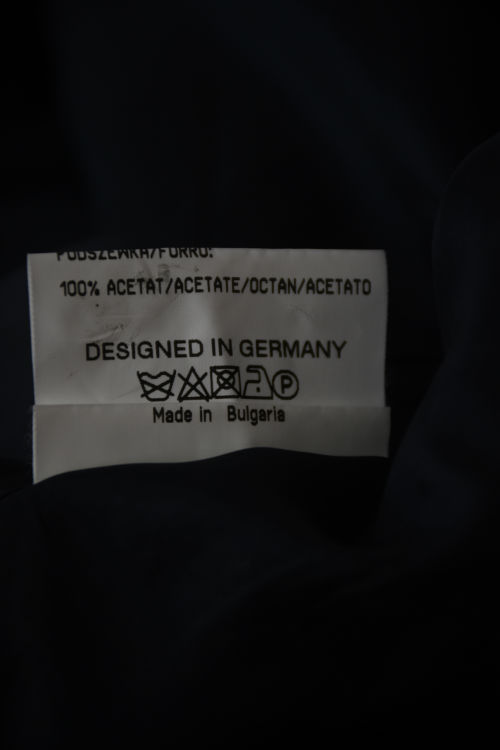 PODSZEWKA/FORRO:
100% ACETAT/ACETATE/OCTAN/ACETATO
DESIGNED IN GERMANY
P
Made in Bulgaria